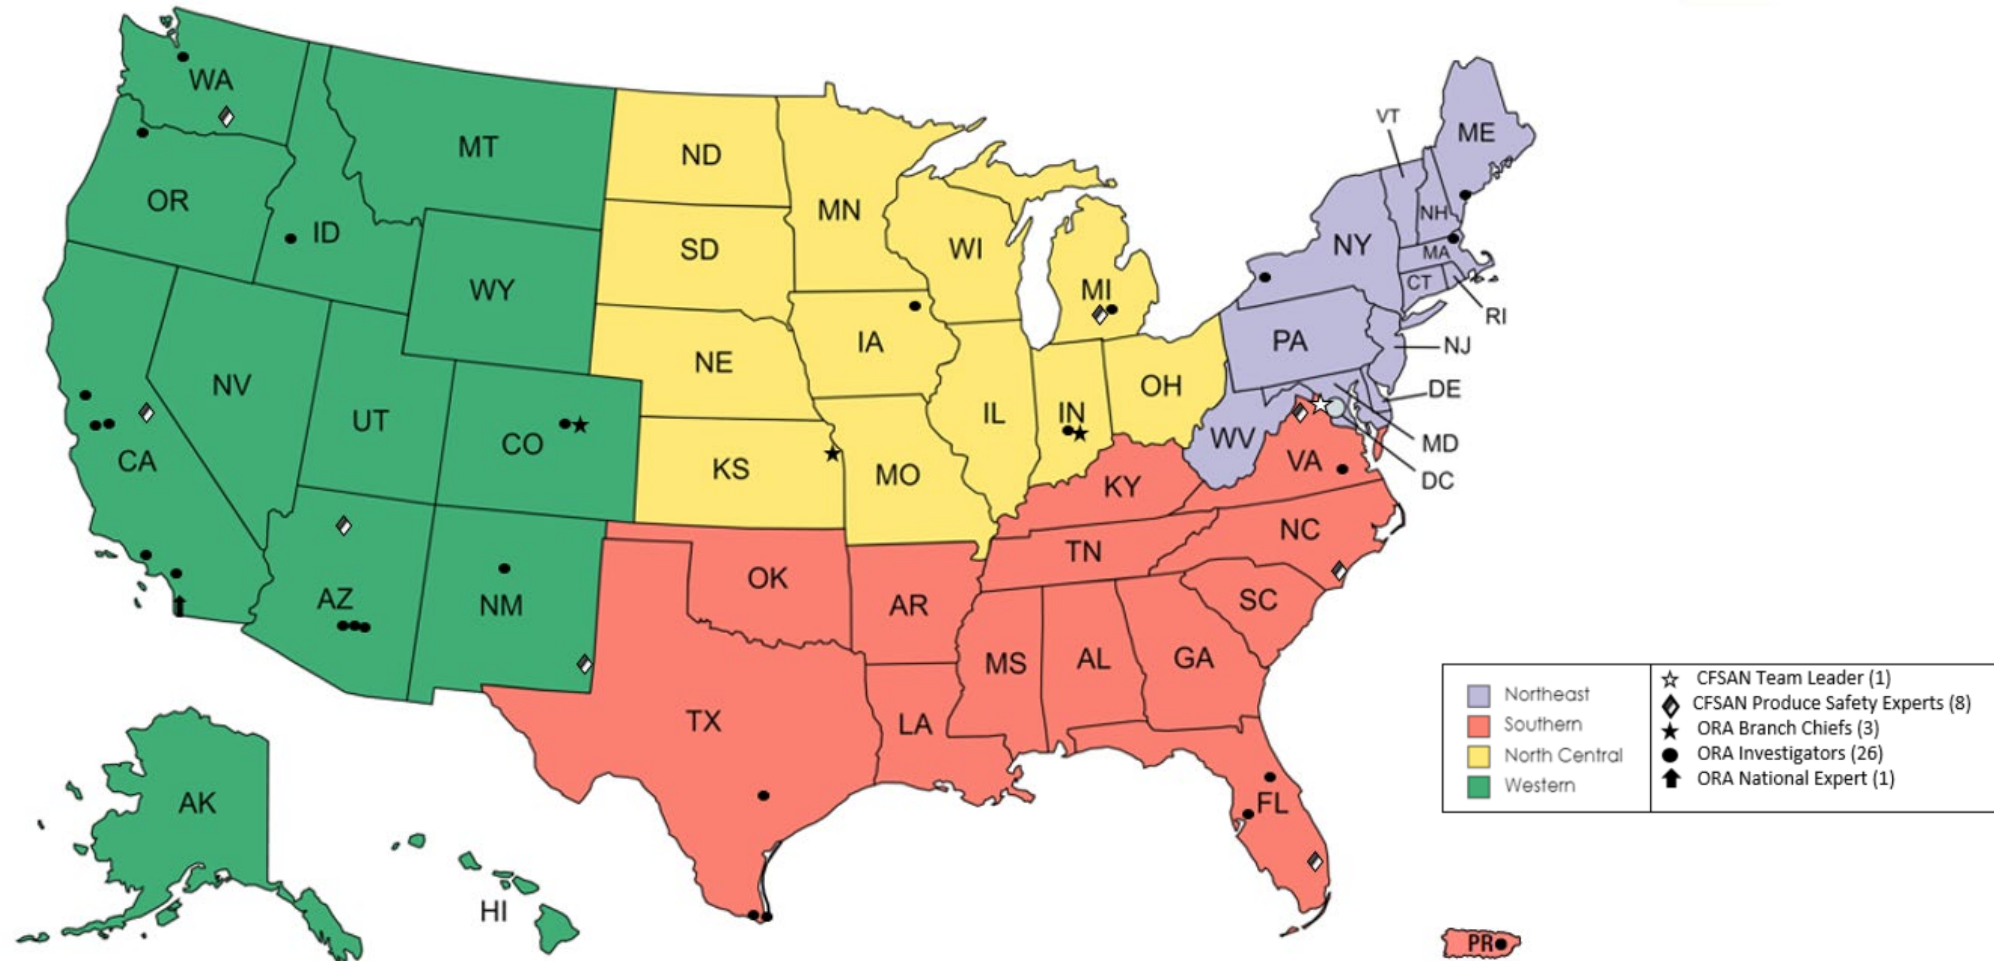 WA
MT
ND
MN
VT
ME
OR
ID
SD
WI
NH
NY
MA
WY
MI
CT
RI
IA
PA
NJ
NE
NV
OH
DE
UT
CO
IL
IN
WV
MD
CA
KS
MO
VA
DC
KY
NC
TN
OK
AZ
NM
AR
SC
MS
AL
GA
TX
LA
AK
FL
HI
PR
Northeast
Southern
North Central
Western
CFSAN Team Leader (1)
CFSAN Produce Safety Experts (8)
ORA Branch Chiefs (3)
ORA Investigators (26)
ORA National Expert (1)